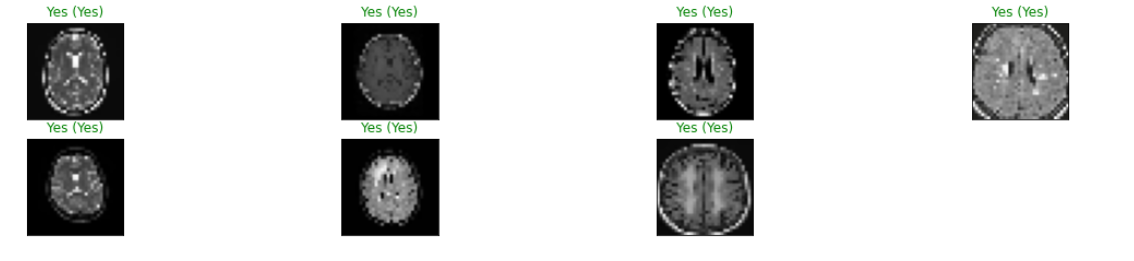 Yes (Yes) Yes (Yes) Yes (Yes) Yes (Yes)
Yes (Yes) Yes (Yes) Yes (Yes)